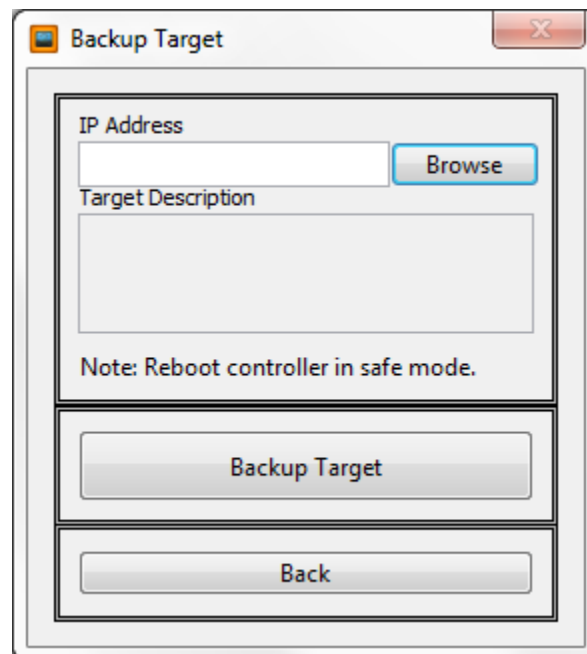 Backup Target
IP Address
Browse
Target Description
Note: Reboot controller in safe mode.
Backup Target
Back